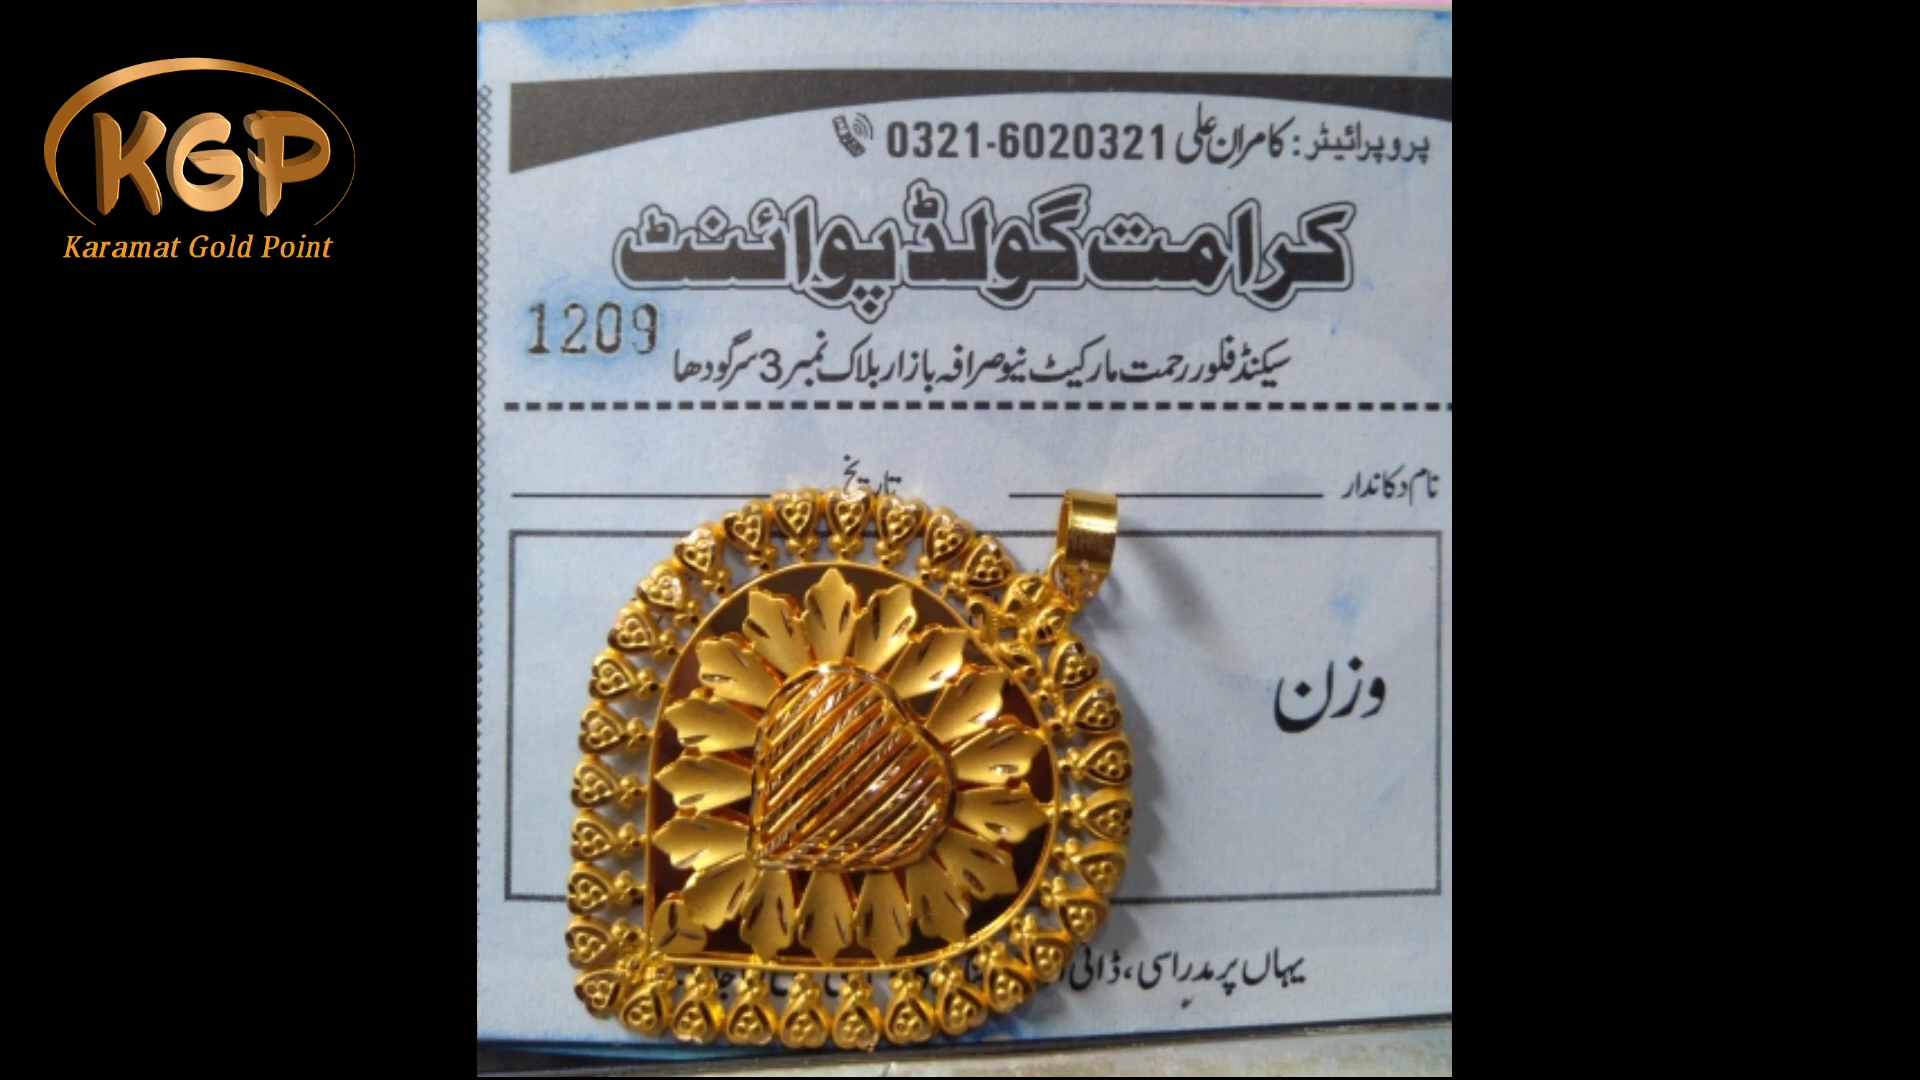 KGP
Karamat Gold Point
پروپرائیٹر: کامران علی 0321-6020321
کرامت گولڈ پوائنٹ
1209
سیکنڈ فلور رحمت مارکیٹ نیو صرافہ بازار بلاک نمبر 3 سرگودھا
نام دکاندار
تاریخ
وزن
یہاں پر مدراسی، ڈائی